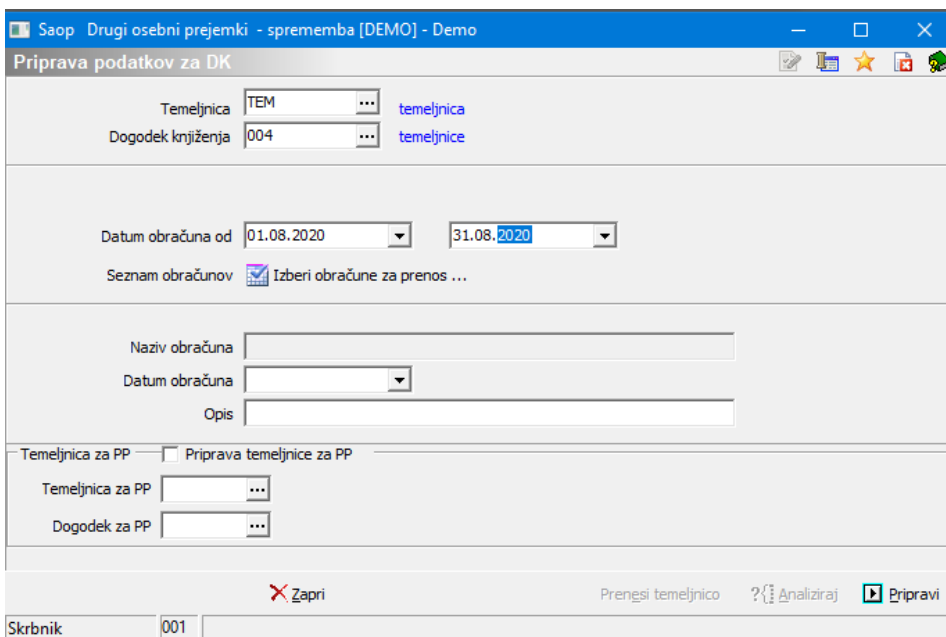 Saop Drugi osebni prejemki - sprememba [DEMO] - Demo
Priprava podatkov za DK
Temeljnica TEM ... temeljnica
Dogodek knjiženja 004 ... temeljnice
Datum obračuna od 01.08.2020 31.08.2020
Seznam obračunov Izberi obračune za prenos ...
Naziv obračuna
Datum obračuna
Opis
Temeljnica za PP Priprava temeljnice za PP
Temeljnica za PP ...
Dogodek za PP ...
Zapri Prenesi temeljnico ?{ Analiziraj Pripravi
Skrbnik 001